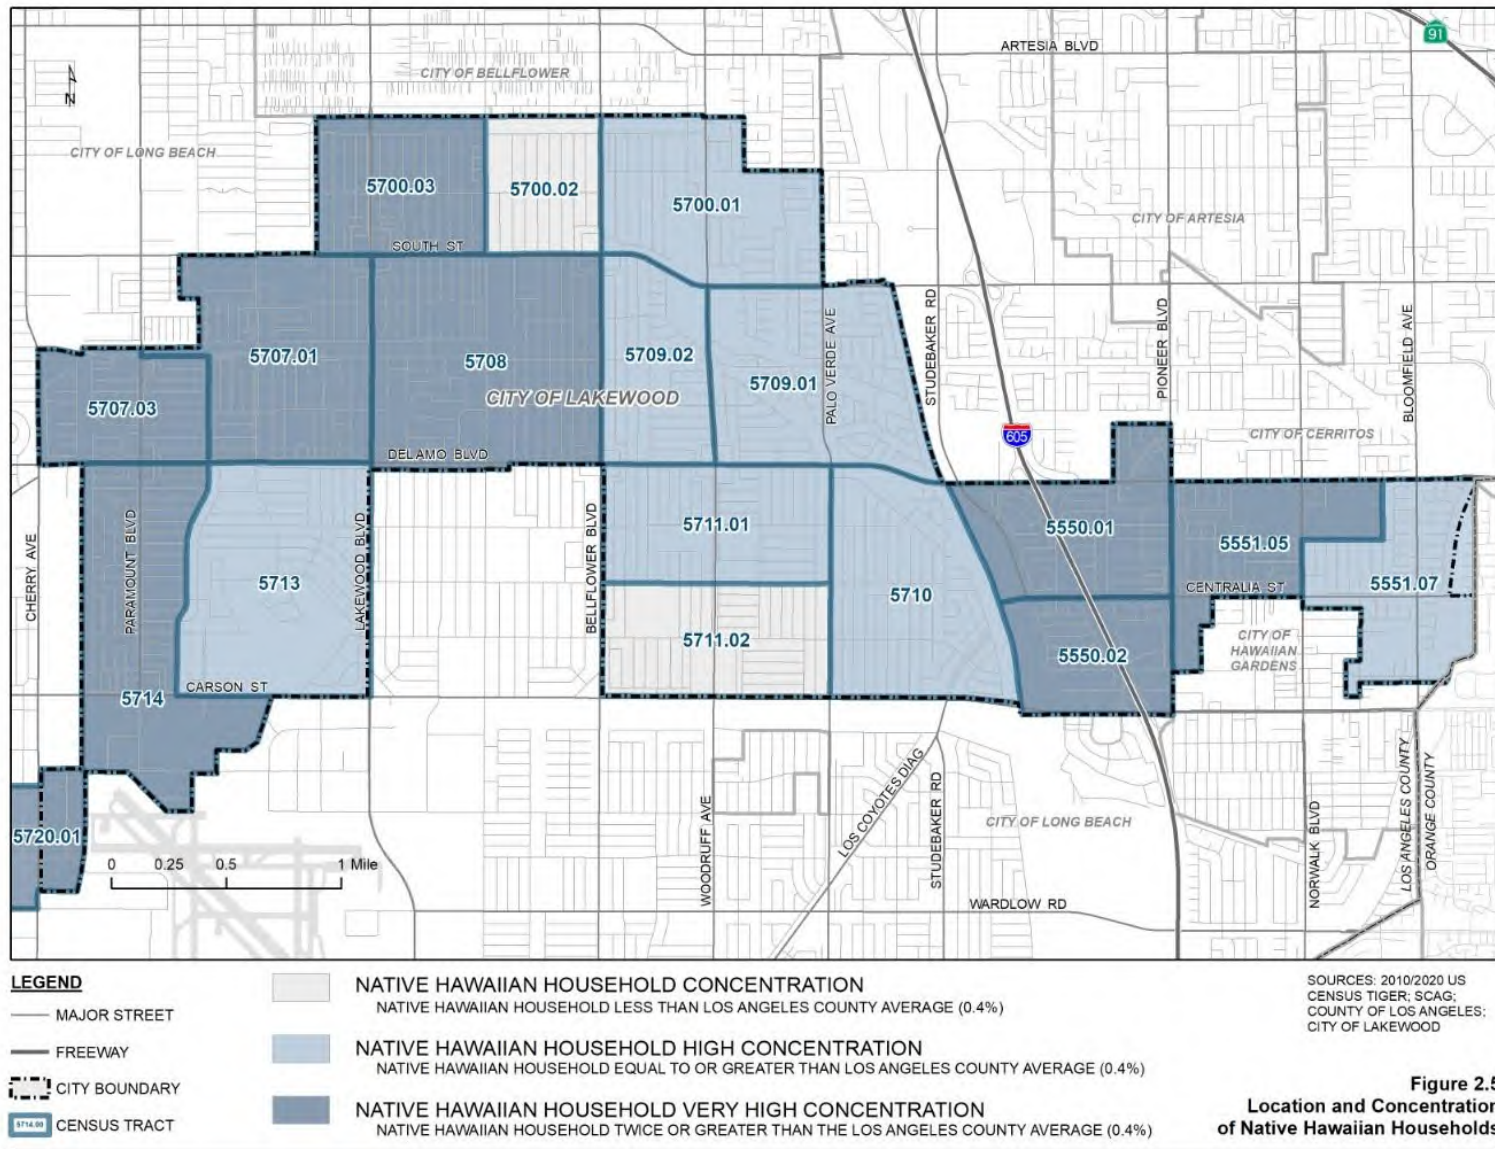 ARTESIA BLVD
91
CITY OF BELLFLOWER
N
CITY OF LONG BEACH
5700.03
5700.02
5700.01
CITY OF ARTESIA
SOUTH ST
STUDEBAKER RD
PIONEER BLVD
BLOOMFIELD AVE
PALO VERDE AVE
5707.01
5708
5709.02
5709.01
CITY OF LAKEWOOD
5707.03
605
CITY OF CERRITOS
DELAMO BLVD
CHERRY AVE
PARAMOUNT BLVD
LAKEWOOD BLVD
BELLFLOWER BLVD
5711.01
5550.01
5551.05
5713
5710
CENTRALIA ST
5551.07
5711.02
5550.02
CITY OF
HAWAIIAN
GARDENS
CARSON ST
5714
5720.01
0 0.25 0.5 1 Mile
WOODRUFF AVE
LOS COYOTES DIAG
STUDEBAKER RD
CITY OF LONG BEACH
NORWALK BLVD
LOS ANGELES COUNTY
ORANGE COUNTY
WARDLOW RD
LEGEND
MAJOR STREET
FREEWAY
CITY BOUNDARY
5714.00
CENSUS TRACT
NATIVE HAWAIIAN HOUSEHOLD CONCENTRATION
NATIVE HAWAIIAN HOUSEHOLD LESS THAN LOS ANGELES COUNTY AVERAGE (0.4%)
NATIVE HAWAIIAN HOUSEHOLD HIGH CONCENTRATION
NATIVE HAWAIIAN HOUSEHOLD EQUAL TO OR GREATER THAN LOS ANGELES COUNTY AVERAGE (0.4%)
NATIVE HAWAIIAN HOUSEHOLD VERY HIGH CONCENTRATION
NATIVE HAWAIIAN HOUSEHOLD TWICE OR GREATER THAN THE LOS ANGELES COUNTY AVERAGE (0.4%)
SOURCES: 2010/2020 US
CENSUS TIGER; SCAG;
COUNTY OF LOS ANGELES;
CITY OF LAKEWOOD
Figure 2.5
Location and Concentration
of Native Hawaiian Households